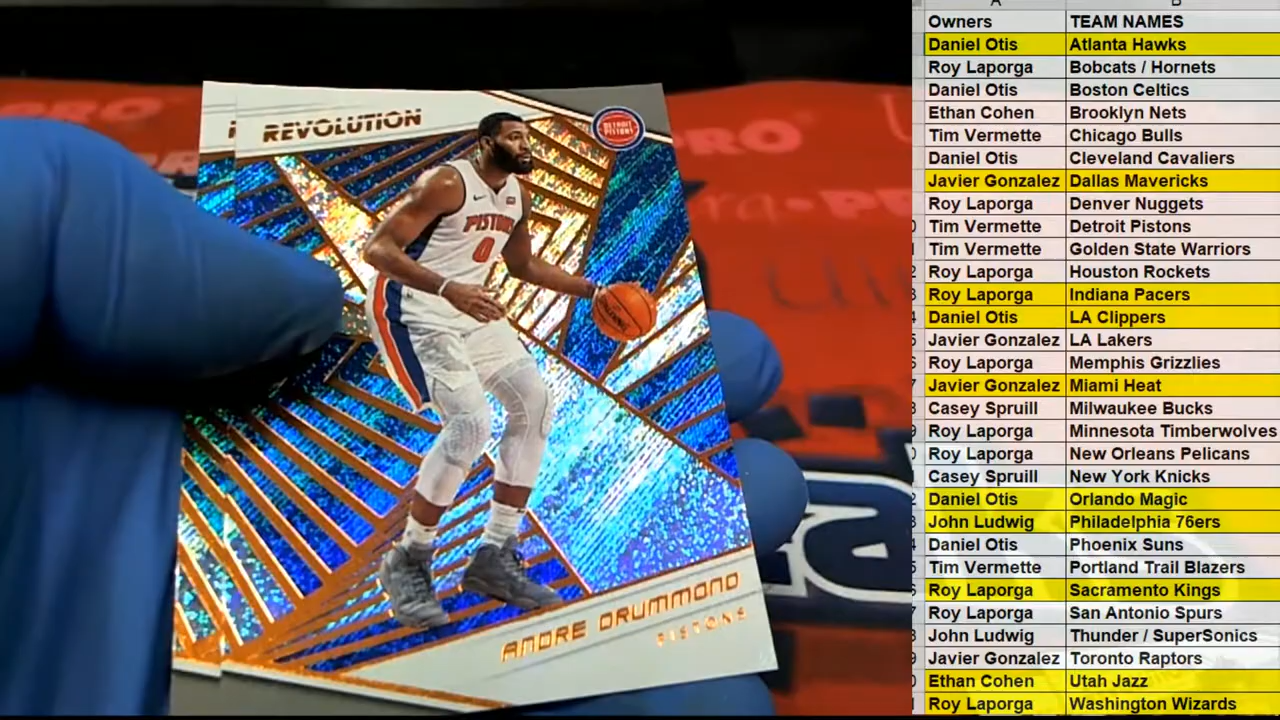 REVOLUTION
DETROIT
PISTONS
PISTONS
0
SPALDING
ANDRE DRUMMOND
PISTONS
PRO
PRO
A B
Owners TEAM NAMES
Daniel Otis Atlanta Hawks
Roy Laporga Bobcats / Hornets
Daniel Otis Boston Celtics
Ethan Cohen Brooklyn Nets
Tim Vermette Chicago Bulls
Daniel Otis Cleveland Cavaliers
Javier Gonzalez Dallas Mavericks
Roy Laporga Denver Nuggets
Tim Vermette Detroit Pistons
Tim Vermette Golden State Warriors
Roy Laporga Houston Rockets
Roy Laporga Indiana Pacers
Daniel Otis LA Clippers
Javier Gonzalez LA Lakers
Roy Laporga Memphis Grizzlies
Javier Gonzalez Miami Heat
Casey Spruill Milwaukee Bucks
Roy Laporga Minnesota Timberwolves
Roy Laporga New Orleans Pelicans
Casey Spruill New York Knicks
Daniel Otis Orlando Magic
John Ludwig Philadelphia 76ers
Daniel Otis Phoenix Suns
Tim Vermette Portland Trail Blazers
Roy Laporga Sacramento Kings
Roy Laporga San Antonio Spurs
John Ludwig Thunder / SuperSonics
Javier Gonzalez Toronto Raptors
Ethan Cohen Utah Jazz
Roy Laporga Washington Wizards